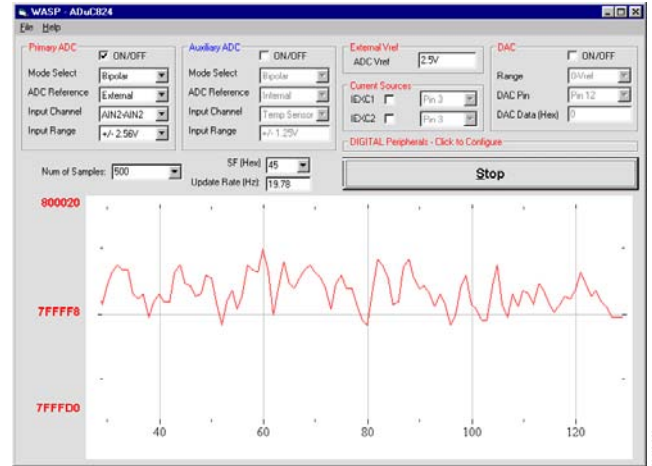 WASP - ADuC824
File Help
Primary ADC
ON/OFF
Mode Select Bipolar
ADC Reference External
Input Channel AIN2-AIN2
Input Range +/- 2.56V
Auxiliary ADC
ON/OFF
Mode Select Bipolar
ADC Reference Internal
Input Channel Temp Sensor
Input Range +/- 1.25V
External Vref
ADC Vref 2.5V
Current Sources
IEXC1 Pin 3
IEXC2 Pin 3
DAC
ON/OFF
Range 0-Vref
DAC Pin Pin 12
DAC Data (Hex) 0
DIGITAL Peripherals - Click to Configure
Num of Samples: 500
SF (Hex) 45
Update Rate (Hz): 19.78
Stop
800020
7FFFF8
7FFFD0
40 60 80 100 120